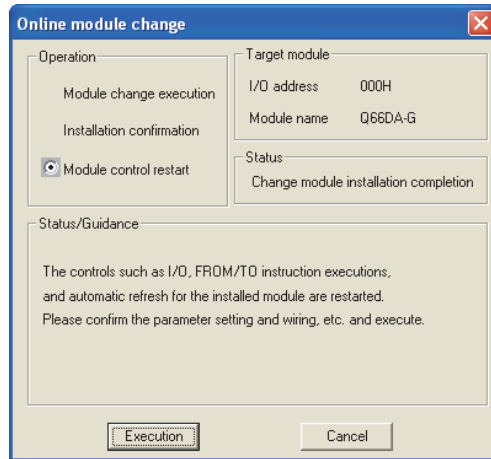 Online module change
Operation
Module change execution
Installation confirmation
Module control restart
Target module
I/O address 000H
Module name Q66DA-G
Status
Change module installation completion
Status/Guidance
The controls such as I/O, FROM/TO instruction executions,
and automatic refresh for the installed module are restarted.
Please confirm the parameter setting and wiring, etc. and execute.
Execution
Cancel